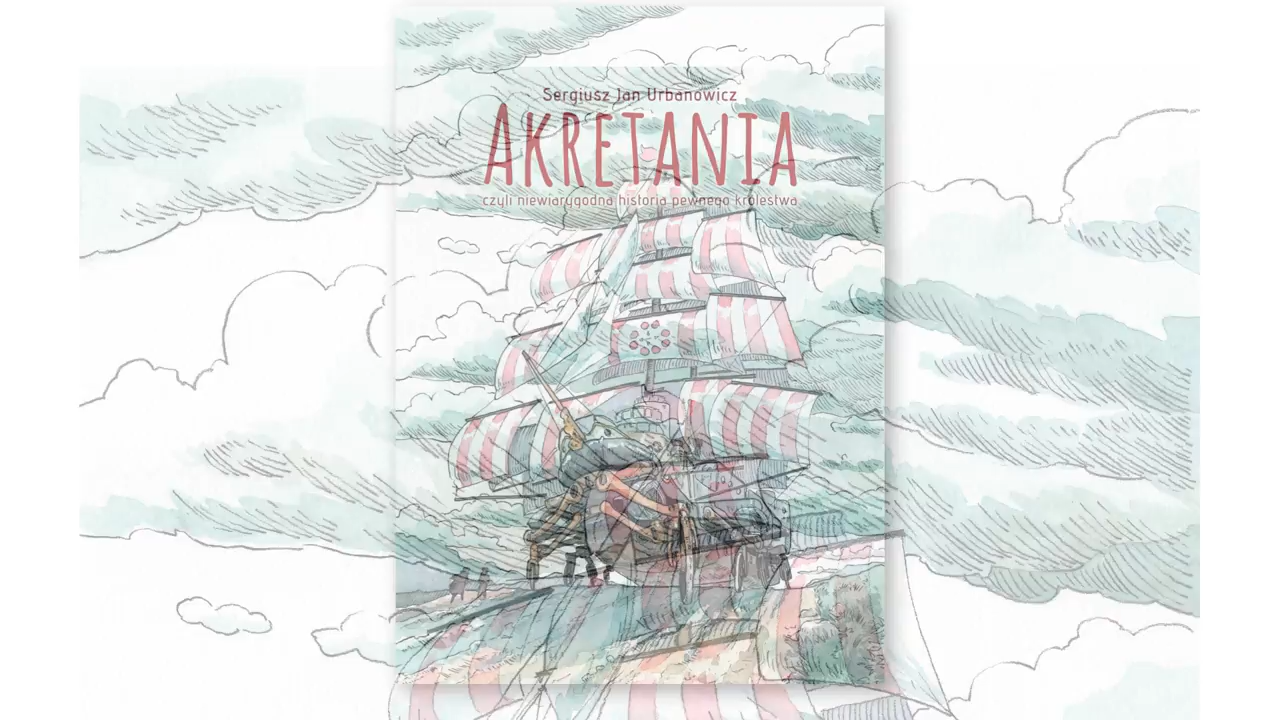 Sergiusz Jan Urbanowicz
AKRETANIA
czyli niewiarygodna historia pewnego królestwa